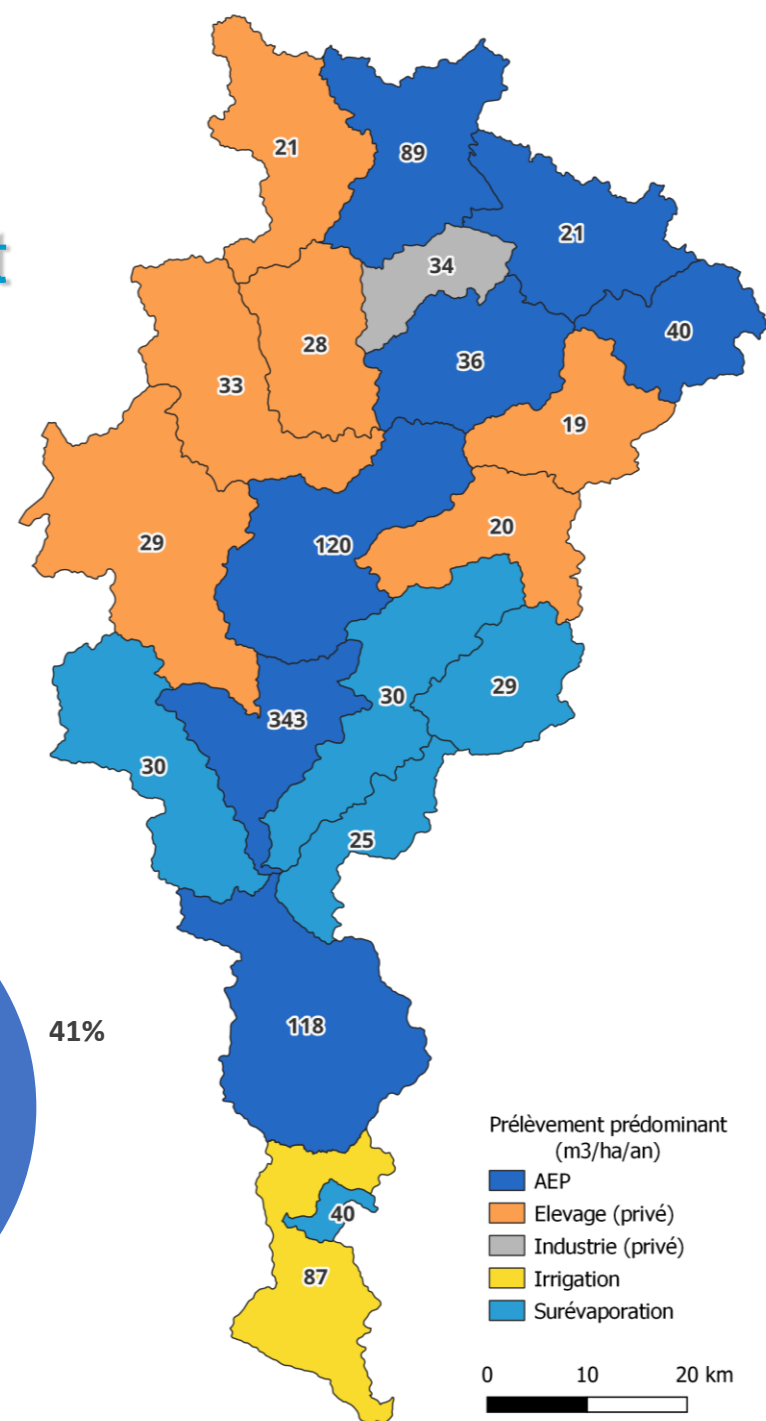 21
89
21
34
40
28
36
33
19
20
29
120
30
29
343
30
25
118
41%
40
87
Prélèvement prédominant
(m3/ha/an)
AEP
Elevage (privé)
Industrie (privé)
Irrigation
Surévaporation
0 10 20 km